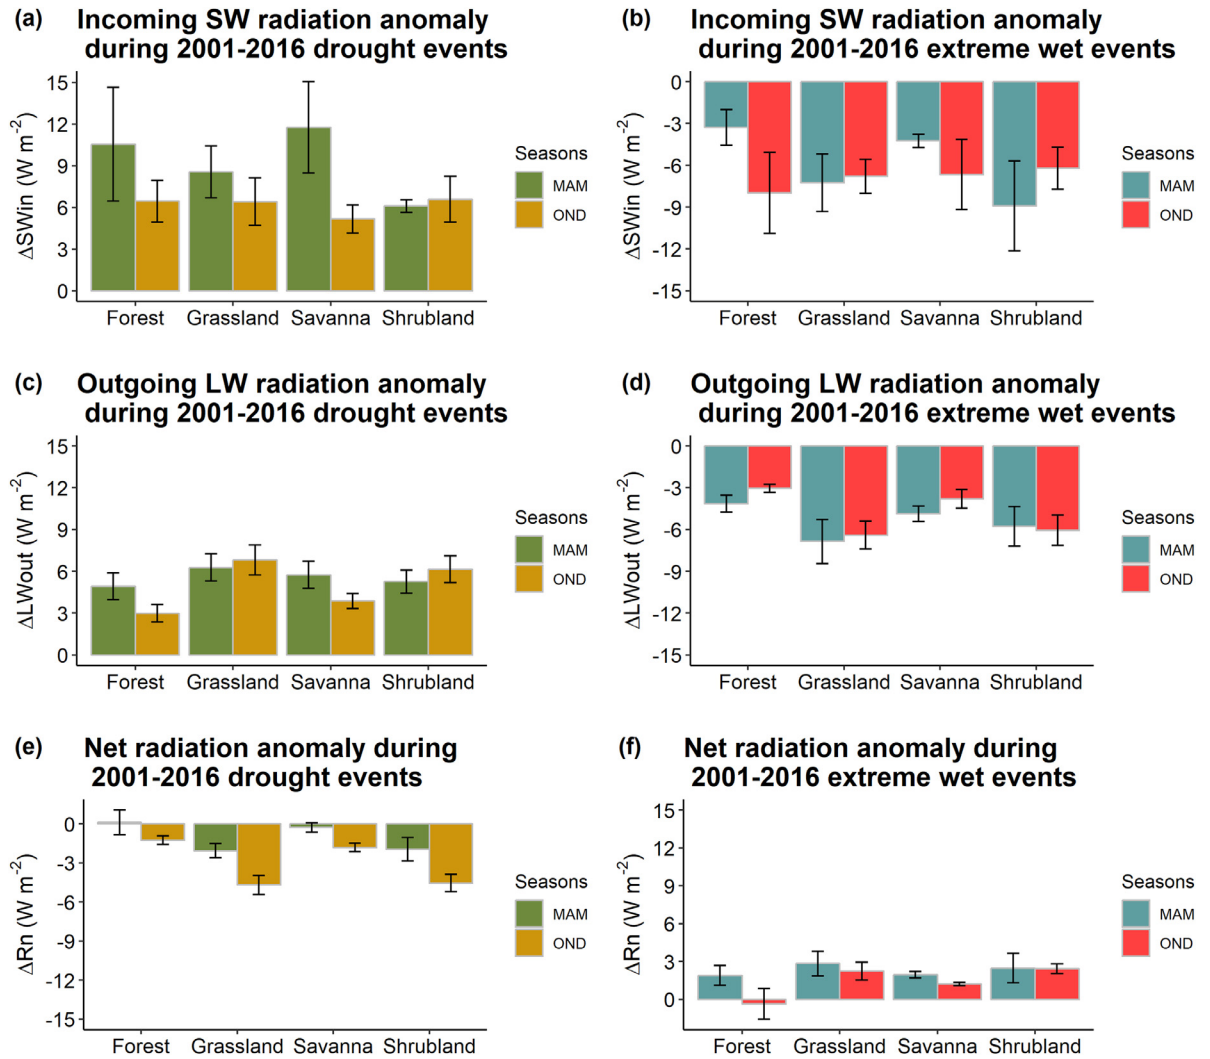 (a) Incoming SW radiation anomaly
during 2001-2016 drought events
15
12
9
6
3
0
ΔSWin (W m⁻²)
Forest Grassland Savanna Shrubland
Seasons
MAM
OND
(b) Incoming SW radiation anomaly
during 2001-2016 extreme wet events
0
-3
-6
-9
-12
-15
ΔSWin (W m⁻²)
Forest Grassland Savanna Shrubland
Seasons
MAM
OND
(c) Outgoing LW radiation anomaly
during 2001-2016 drought events
15
12
9
6
3
0
ΔLWout (W m⁻²)
Forest Grassland Savanna Shrubland
Seasons
MAM
OND
(d) Outgoing LW radiation anomaly
during 2001-2016 extreme wet events
0
-3
-6
-9
-12
-15
ΔLWout (W m⁻²)
Forest Grassland Savanna Shrubland
Seasons
MAM
OND
(e) Net radiation anomaly during
2001-2016 drought events
0
-3
-6
-9
-12
-15
ΔRn (W m⁻²)
Forest Grassland Savanna Shrubland
Seasons
MAM
OND
(f) Net radiation anomaly during
2001-2016 extreme wet events
15
12
9
6
3
0
ΔRn (W m⁻²)
Forest Grassland Savanna Shrubland
Seasons
MAM
OND